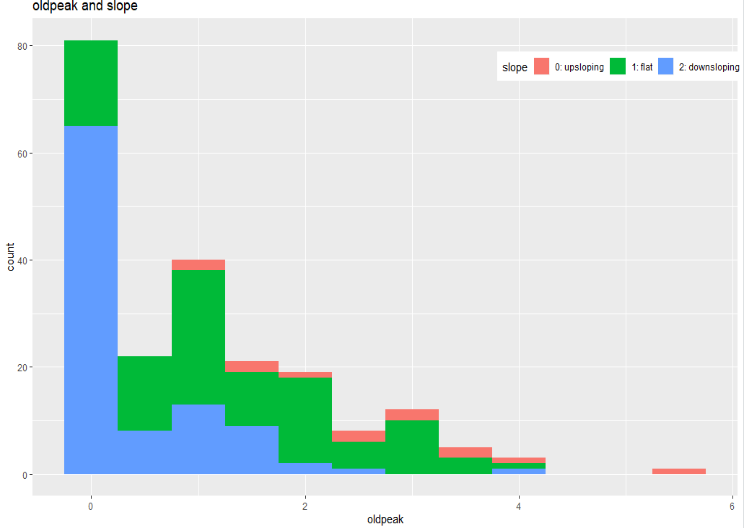 oldpeak and slope
slope 0: upsloping 1: flat 2: downsloping
80
60
40
20
0
count
0 2 4 6
oldpeak